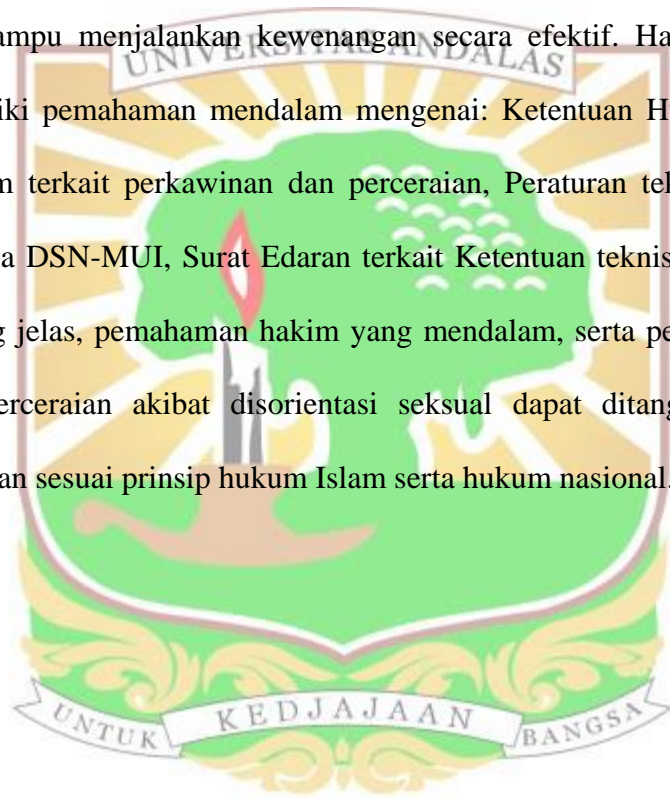 ampu menjalankan kewenangan secara efektif. Ha
UNIVERSITAS ANDALAS
iki pemahaman mendalam mengenai: Ketentuan H
m terkait perkawinan dan perceraian, Peraturan tek
a DSN-MUI, Surat Edaran terkait Ketentuan teknis
g jelas, pemahaman hakim yang mendalam, serta pe
erceraian akibat disorientasi seksual dapat ditang
an sesuai prinsip hukum Islam serta hukum nasional.
UNTUK KEDJAJAAN BANGSA